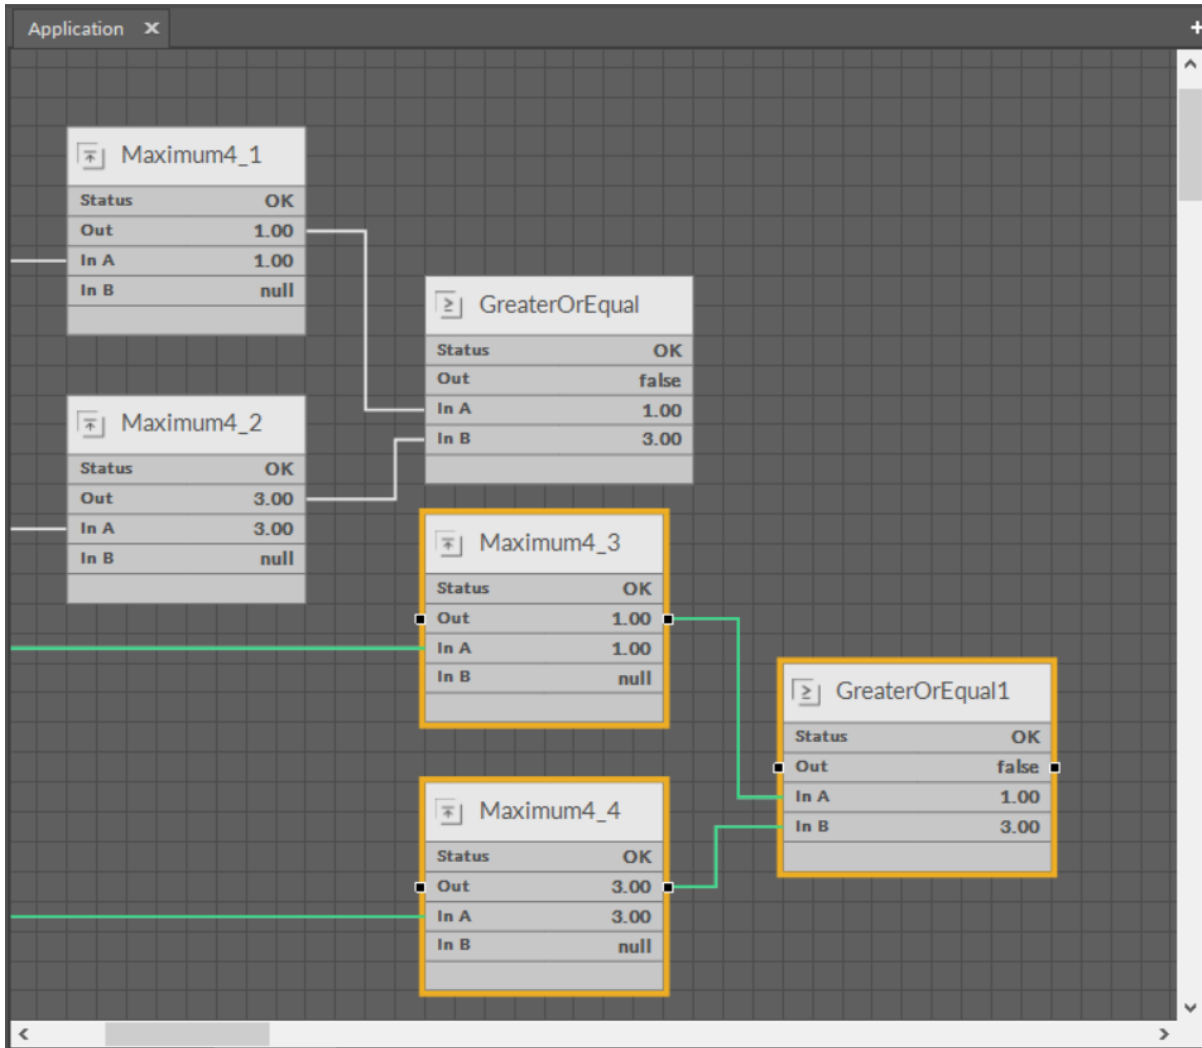 Application
Maximum4_1
Status OK
Out 1.00
In A 1.00
In B null
GreaterOrEqual
Status OK
Out false
In A 1.00
In B 3.00
Maximum4_2
Status OK
Out 3.00
In A 3.00
In B null
Maximum4_3
Status OK
Out 1.00
In A 1.00
In B null
GreaterOrEqual1
Status OK
Out false
In A 1.00
In B 3.00
Maximum4_4
Status OK
Out 3.00
In A 3.00
In B null